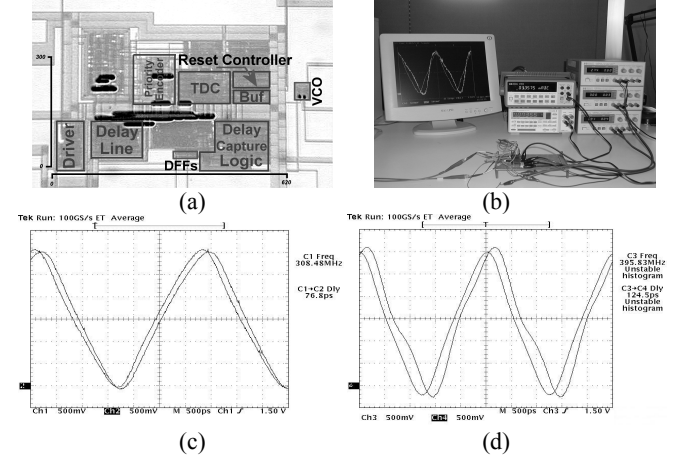 300
Reset Controller
Priority
Encoder
TDC
Buf
VCO
Driver
Delay
Line
Delay
Capture
Logic
DFFs
0
0
620
(a)
(b)
Tek Run: 100GS/s ET Average
C1 Freq
308.48MHz
C1→C2 Dly
76.8ps
Ch1 500mV Ch2 500mV M 500ps Ch1 1.50 V
(c)
Tek Run: 100GS/s ET Average
C3 Freq
395.83MHz
Unstable
histogram
C3→C4 Dly
124.5ps
Unstable
histogram
Ch3 500mV Ch4 500mV M 500ps Ch3 1.50 V
(d)